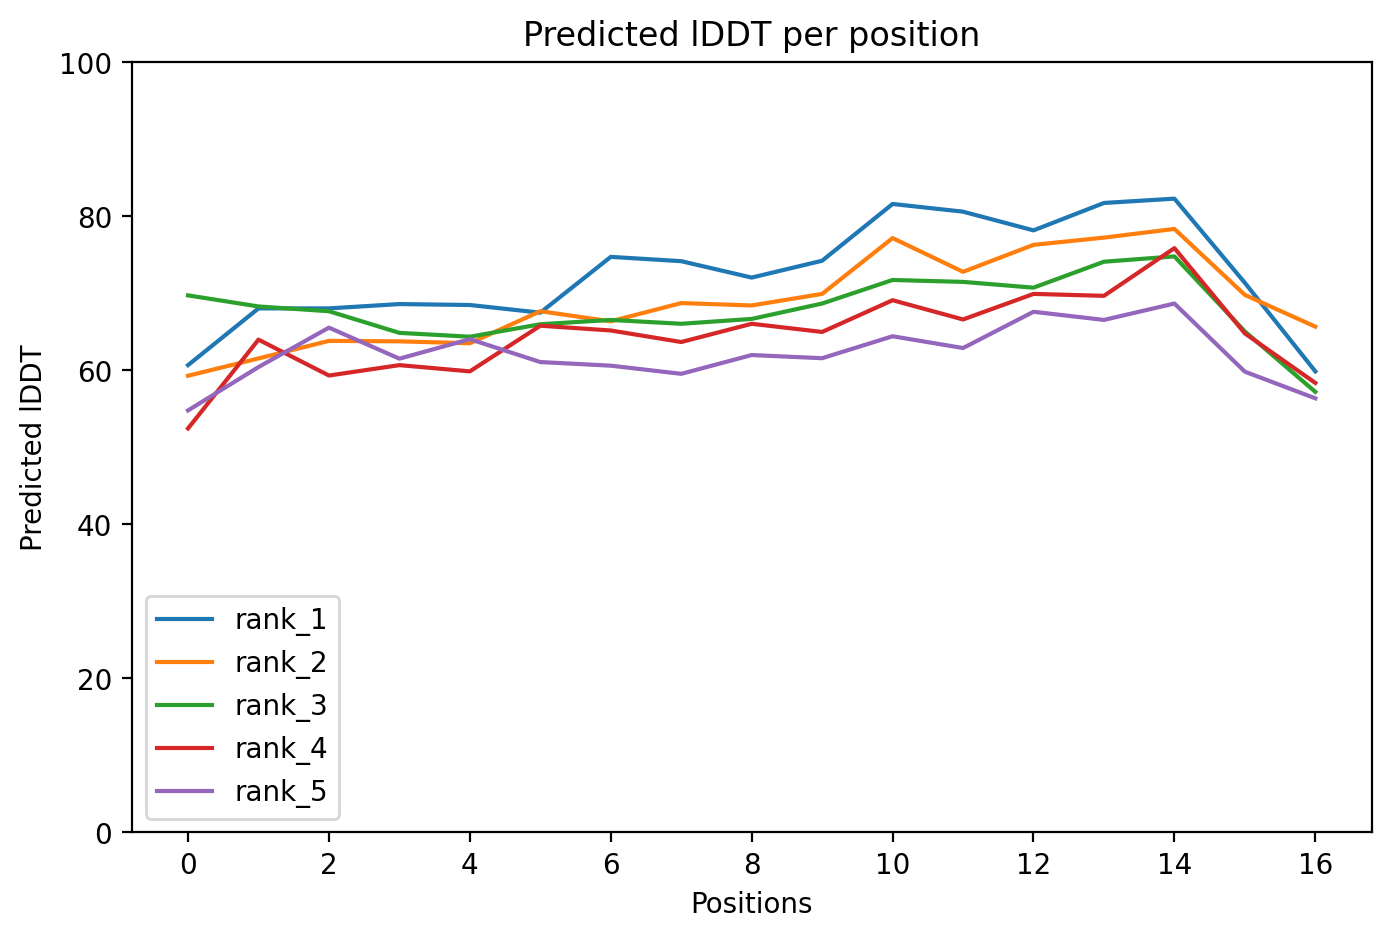 Predicted lDDT per position
100
80
60
40
20
0
Predicted lDDT
rank_1
rank_2
rank_3
rank_4
rank_5
0 2 4 6 8 10 12 14 16
Positions